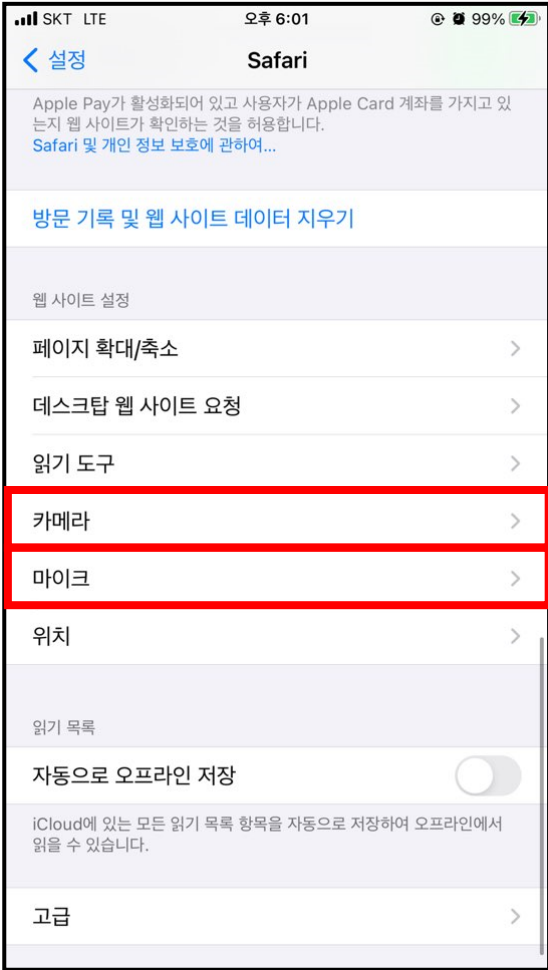 SKT LTE 오후 6:01 99%
설정 Safari
Apple Pay가 활성화되어 있고 사용자가 Apple Card 계좌를 가지고 있
는지 웹 사이트가 확인하는 것을 허용합니다.
Safari 및 개인 정보 보호에 관하여...
방문 기록 및 웹 사이트 데이터 지우기
웹 사이트 설정
페이지 확대/축소
데스크탑 웹 사이트 요청
읽기 도구
카메라
마이크
위치
읽기 목록
자동으로 오프라인 저장
iCloud에 있는 모든 읽기 목록 항목을 자동으로 저장하여 오프라인에서
읽을 수 있습니다.
고급